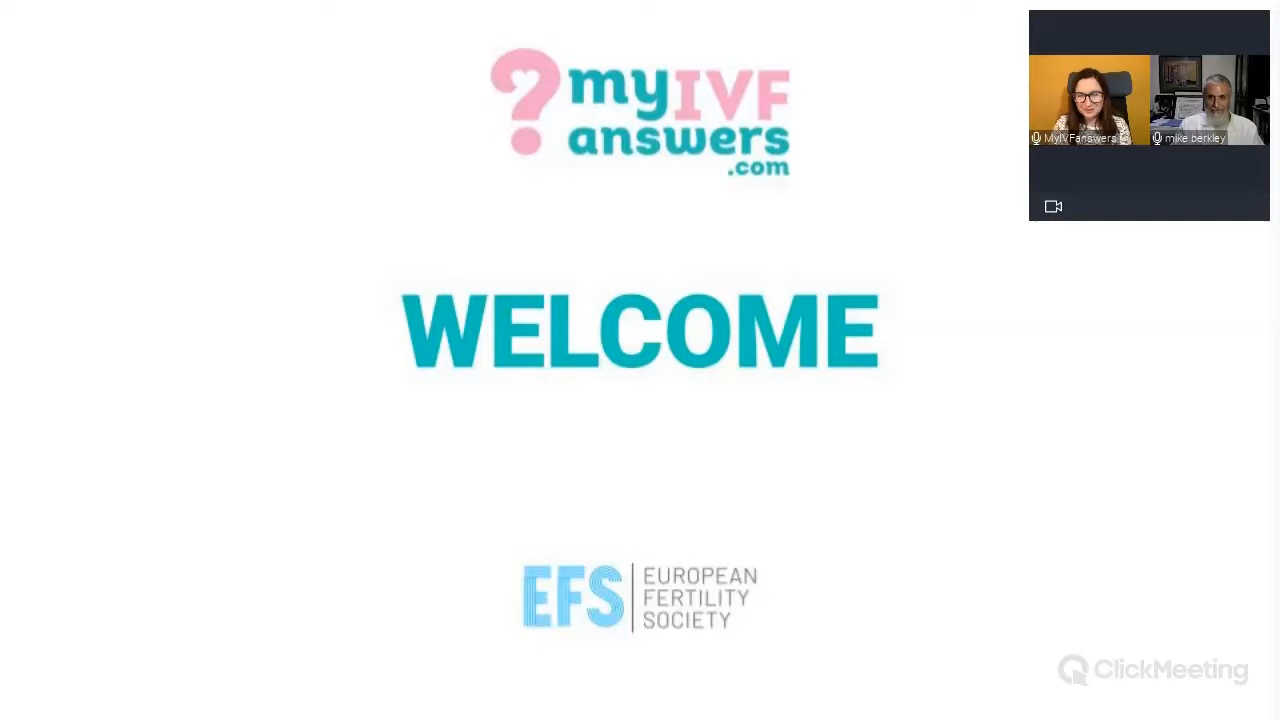 ?myIVF
answers
.com
MyIVFanswers
mike berkley
WELCOME
EFS
EUROPEAN
FERTILITY
SOCIETY
ClickMeeting